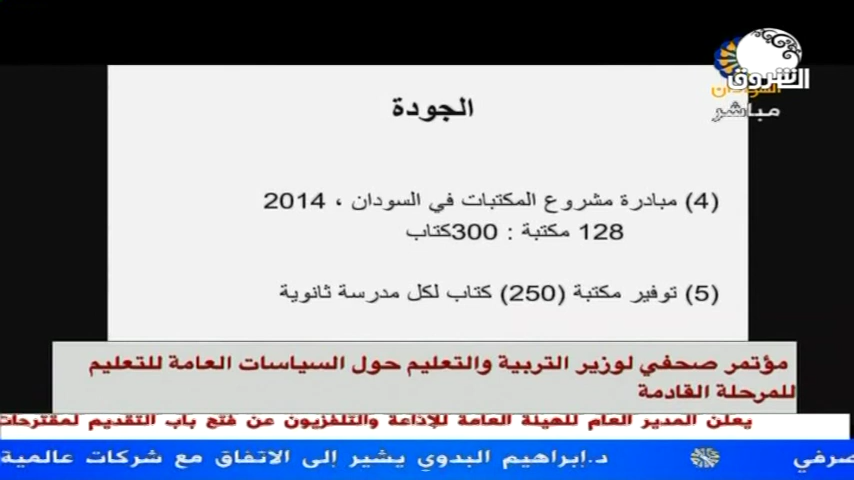 الشروق
السودان
مباشر
الجودة
(4) مبادرة مشروع المكتبات في السودان ، 2014
128 مكتبة : 300كتاب
(5) توفير مكتبة (250) كتاب لكل مدرسة ثانوية
مؤتمر صحفي لوزير التربية والتعليم حول السياسات العامة للتعليم
للمرحلة القادمة
يعلن المدير العام للهيئة العامة للإذاعة والتلفزيون عن فتح باب التقديم لمقترحات
صرفي د.إبراهيم البدوي يشير إلى الاتفاق مع شركات عالمية